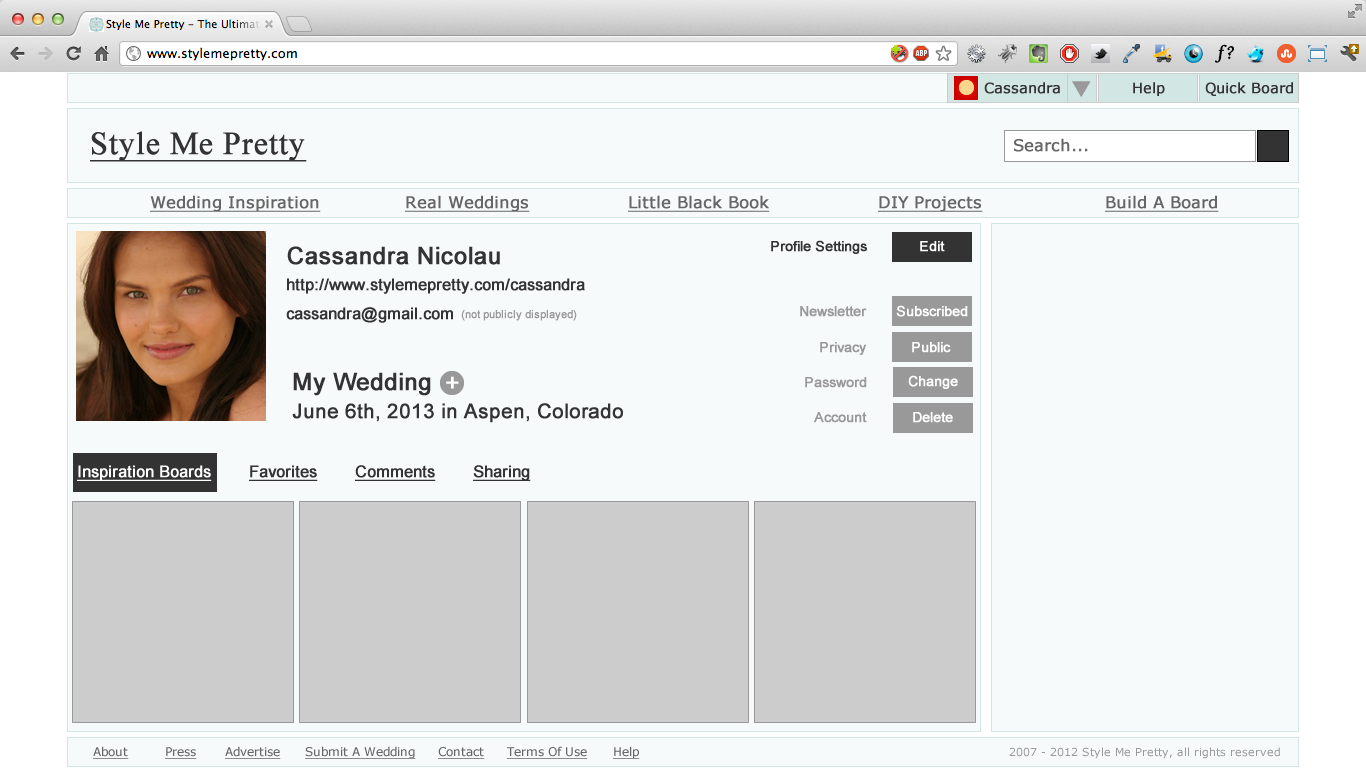 Style Me Pretty – The Ultimat
www.stylemepretty.com
ABP
f?
Cassandra Help Quick Board
Style Me Pretty
Search...
Wedding Inspiration Real Weddings Little Black Book DIY Projects Build A Board
Cassandra Nicolau
http://www.stylemepretty.com/cassandra
cassandra@gmail.com (not publicly displayed)
My Wedding +
June 6th, 2013 in Aspen, Colorado
Profile Settings Edit
Newsletter Subscribed
Privacy Public
Password Change
Account Delete
Inspiration Boards Favorites Comments Sharing
About Press Advertise Submit A Wedding Contact Terms Of Use Help
2007 - 2012 Style Me Pretty, all rights reserved